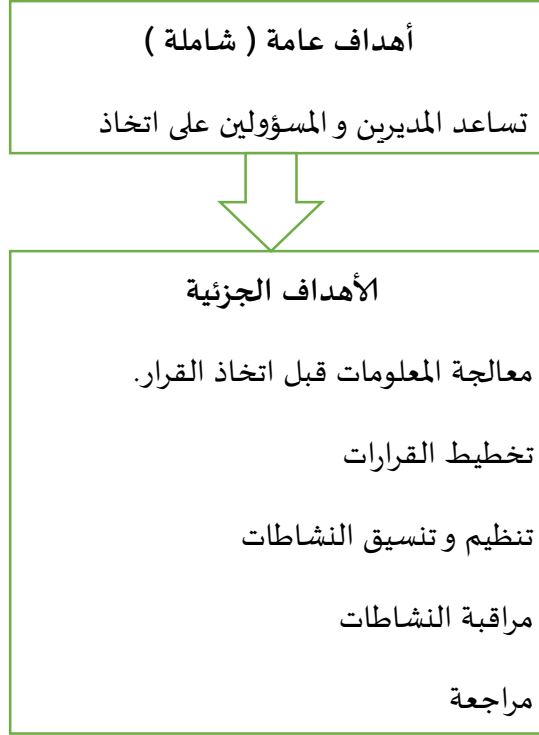 أهداف عامة ( شاملة )
تساعد المديرين و المسؤولين على اتخاذ
الأهداف الجزئية
معالجة المعلومات قبل اتخاذ القرار.
تخطيط القرارات
تنظيم و تنسيق النشاطات
مراقبة النشاطات
مراجعة